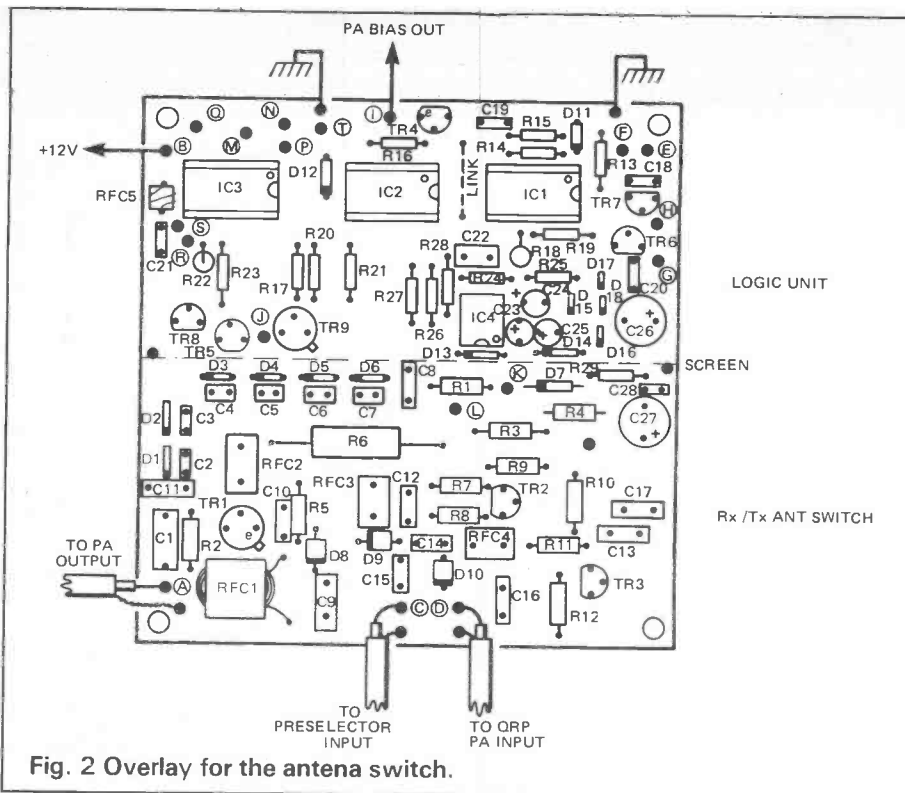 PA BIAS OUT
Q
N
i
e
C19
D11
T
TR4
R15
F
+12V
B
M
P
R16
R14
R13
E
D12
LINK
C18
RFC5
IC3
IC2
IC1
TR7
H
S
R20
R28
C22
R18
R19
TR6
C21
R
R22
R23
R17
R21
R24
R25
D17
G
R27
C24
D 15
D 18
C20
LOGIC UNIT
R26
C23
IC4
C26
+
J
TR9
C25
TR8
TR5
D13
D14
D16
R29
SCREEN
D3
D4
D5
D6
C8
K
D7
C28
C4
C5
C6
C7
R1
L
R4
C27
D2
C3
R3
+
R6
D1
C2
RFC2
R9
C11
RFC3
C12
R7
TR2
R10
C17
TR1
C10
R5
R8
Rx /Tx ANT SWITCH
C1
R2
e
D8
D9
C14
RFC4
R11
C13
TO PA
OUTPUT
A
RFC1
C15
D10
TR3
C9
C16
R12
C
D
TO
PRESELECTOR
INPUT
TO QRP
PA INPUT
Fig. 2 Overlay for the antena switch.